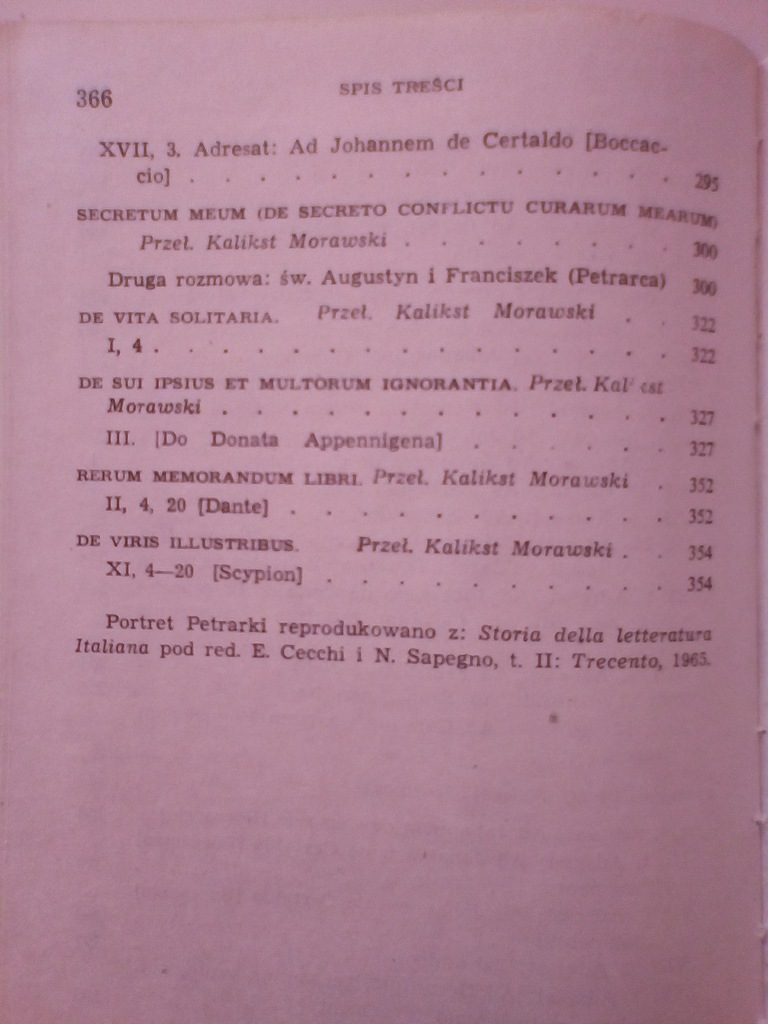 366 SPIS TREŚCI
XVII, 3. Adresat: Ad Johannem de Certaldo [Boccac-
cio] . . . . . . . . . . . . . . 295
SECRETUM MEUM (DE SECRETO CONFLICTU CURARUM MEARUM)
Przeł. Kalikst Morawski . . . . . . . . 300
Druga rozmowa: św. Augustyn i Franciszek (Petrarca) 300
DE VITA SOLITARIA. Przeł. Kalikst Morawski . . 322
I, 4 . . . . . . . . . . . . . . . 322
DE SUI IPSIUS ET MULTORUM IGNORANTIA. Przeł. Kalikst
Morawski . . . . . . . . . . . . . 327
III. [Do Donata Appennigena] . . . . . 327
RERUM MEMORANDUM LIBRI. Przeł. Kalikst Morawski . 352
II, 4, 20 [Dante] . . . . . . . . . . . 352
DE VIRIS ILLUSTRIBUS. Przeł. Kalikst Morawski . . 354
XI, 4—20 [Scypion] . . . . . . . . . . 354
Portret Petrarki reprodukowano z: Storia della letteratura
Italiana pod red. E. Cecchi i N. Sapegno, t. II: Trecento, 1965.